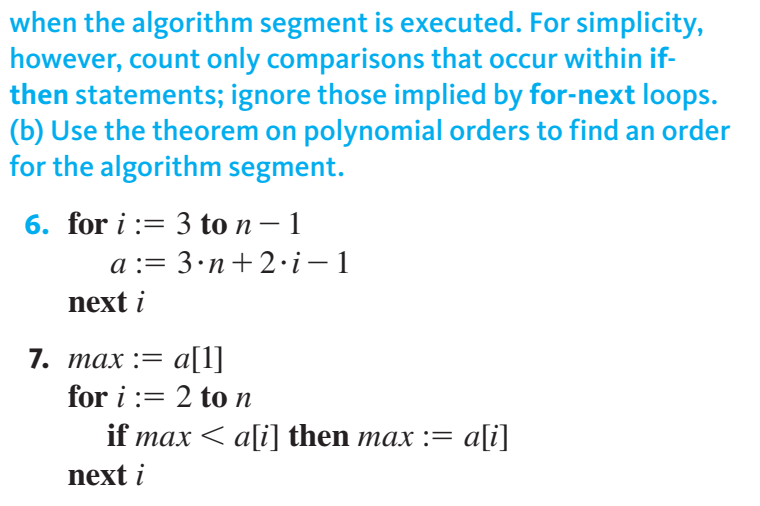 when the algorithm segment is executed. For simplicity,
however, count only comparisons that occur within if-
then statements; ignore those implied by for-next loops.
(b) Use the theorem on polynomial orders to find an order
for the algorithm segment.
6. for i := 3 to n − 1
a := 3·n + 2·i − 1
next i
7. max := a[1]
for i := 2 to n
if max < a[i] then max := a[i]
next i